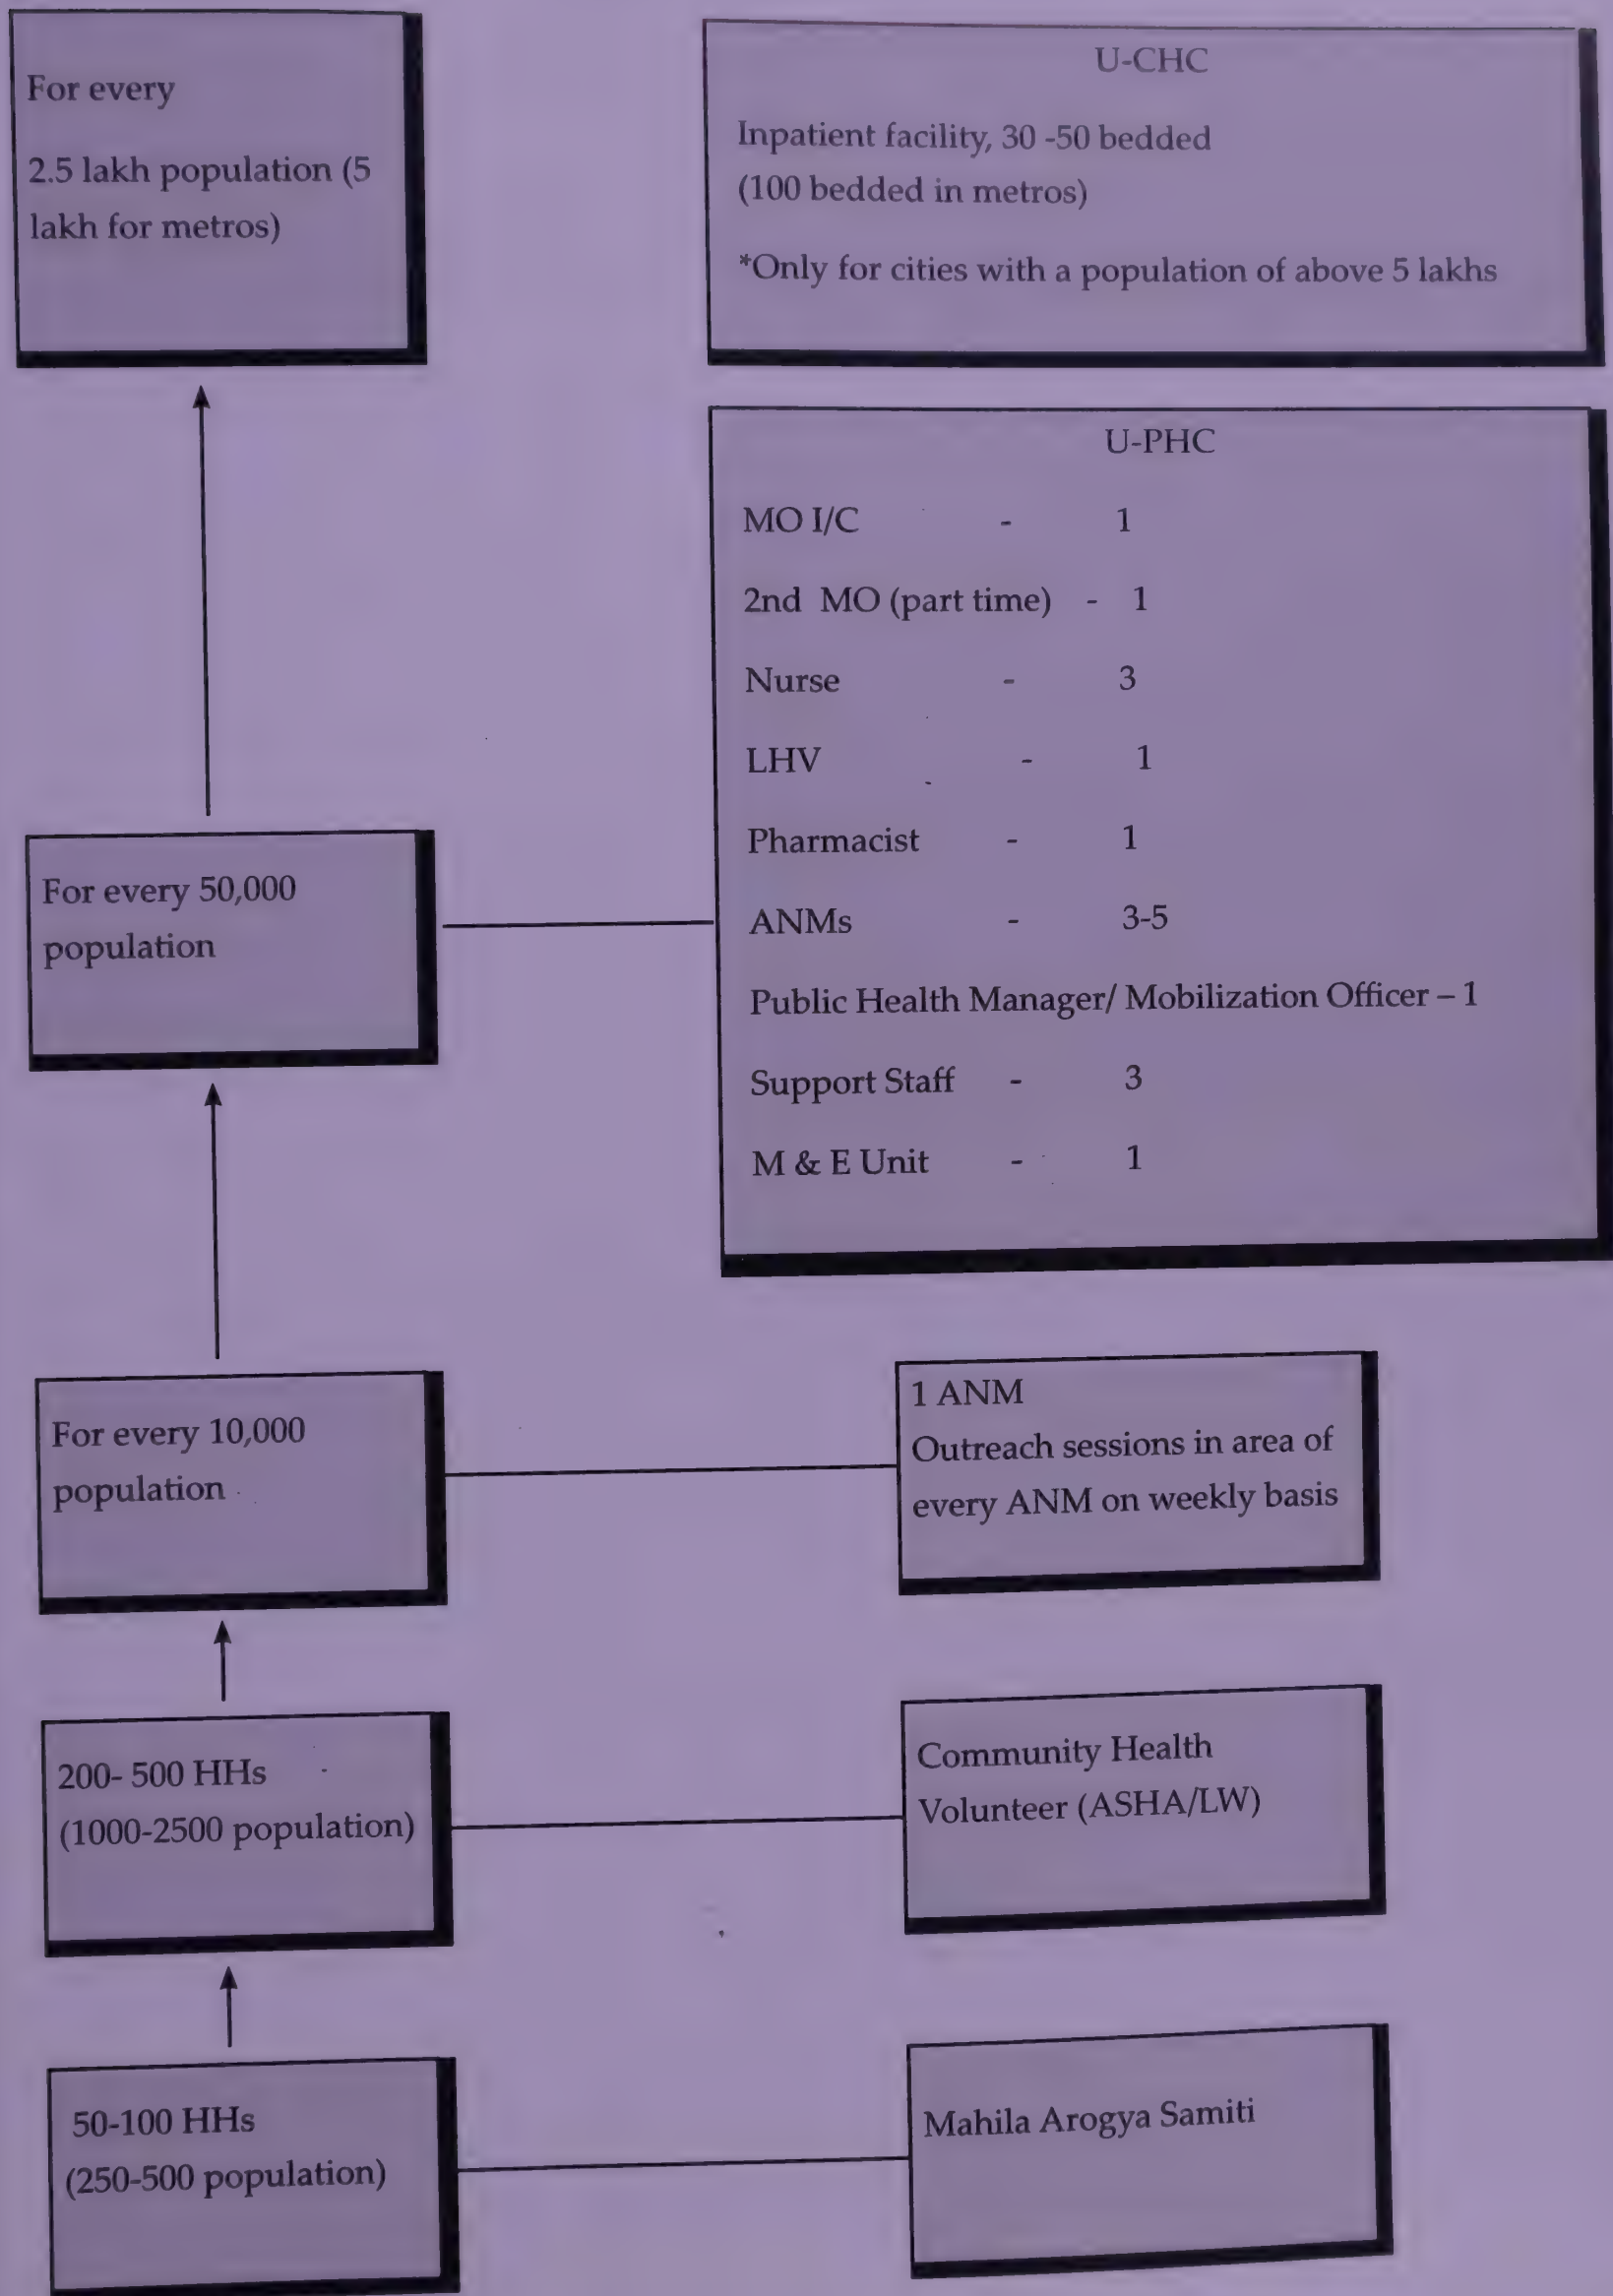 For every
2.5 lakh population (5
lakh for metros)
U-CHC
Inpatient facility, 30 -50 bedded
(100 bedded in metros)
*Only for cities with a population of above 5 lakhs
U-PHC
MO I/C - 1
2nd MO (part time) - 1
Nurse - 3
LHV - 1
Pharmacist - 1
ANMs - 3-5
Public Health Manager/ Mobilization Officer – 1
Support Staff - 3
M & E Unit - 1
For every 50,000
population
For every 10,000
population
1 ANM
Outreach sessions in area of
every ANM on weekly basis
200- 500 HHs
(1000-2500 population)
Community Health
Volunteer (ASHA/LW)
50-100 HHs
(250-500 population)
Mahila Arogya Samiti